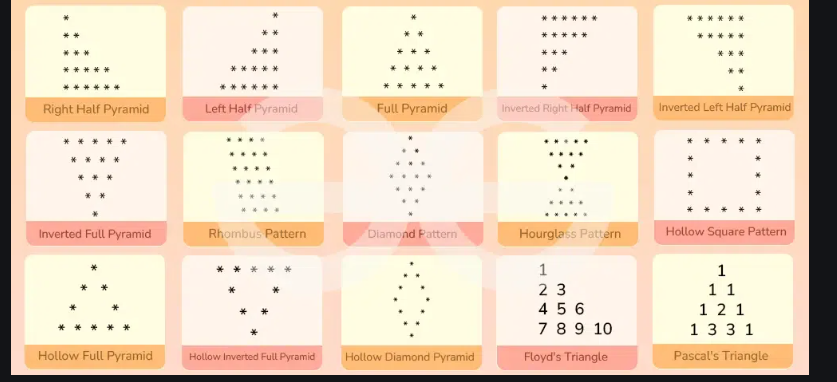 Right Half Pyramid
Left Half Pyramid
Full Pyramid
Inverted Right Half Pyramid
Inverted Left Half Pyramid
Inverted Full Pyramid
Rhombus Pattern
Diamond Pattern
Hourglass Pattern
Hollow Square Pattern
1
2 3
4 5 6
7 8 9 10
1
1 1
1 2 1
1 3 3 1
Hollow Full Pyramid
Hollow Inverted Full Pyramid
Hollow Diamond Pyramid
Floyd's Triangle
Pascal's Triangle